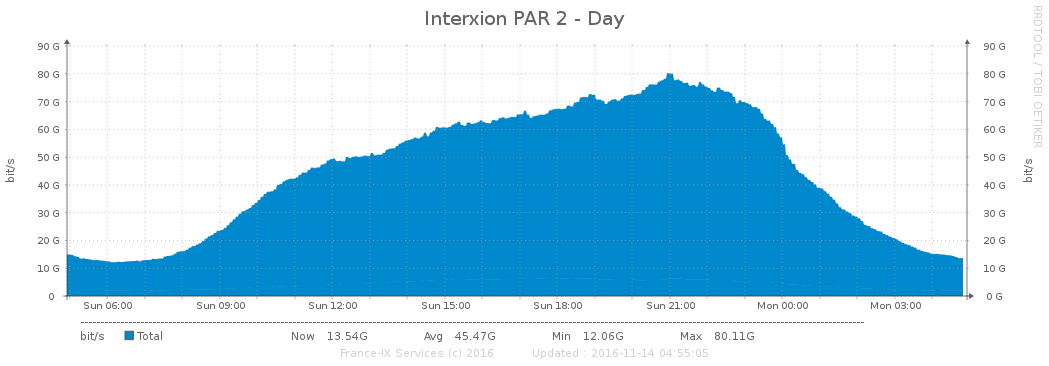 Interxion PAR 2 - Day
RRDTOOL / TOBI OETIKER
90 G 90 G
80 G 80 G
70 G 70 G
60 G 60 G
50 G 50 G
40 G 40 G
30 G 30 G
20 G 20 G
10 G 10 G
0 0 G
bit/s
bit/s
Sun 06:00 Sun 09:00 Sun 12:00 Sun 15:00 Sun 18:00 Sun 21:00 Mon 00:00 Mon 03:00
bit/s Total Now 13.54G Avg 45.47G Min 12.06G Max 80.11G
France-IX Services (c) 2016 Updated : 2016-11-14 04:55:05